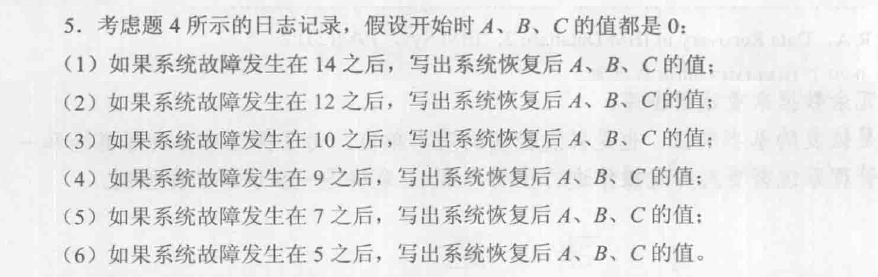 5．考虑题 4 所示的日志记录，假设开始时 A、B、C 的值都是 0：
（1）如果系统故障发生在 14 之后，写出系统恢复后 A、B、C 的值；
（2）如果系统故障发生在 12 之后，写出系统恢复后 A、B、C 的值；
（3）如果系统故障发生在 10 之后，写出系统恢复后 A、B、C 的值；
（4）如果系统故障发生在 9 之后，写出系统恢复后 A、B、C 的值；
（5）如果系统故障发生在 7 之后，写出系统恢复后 A、B、C 的值；
（6）如果系统故障发生在 5 之后，写出系统恢复后 A、B、C 的值。